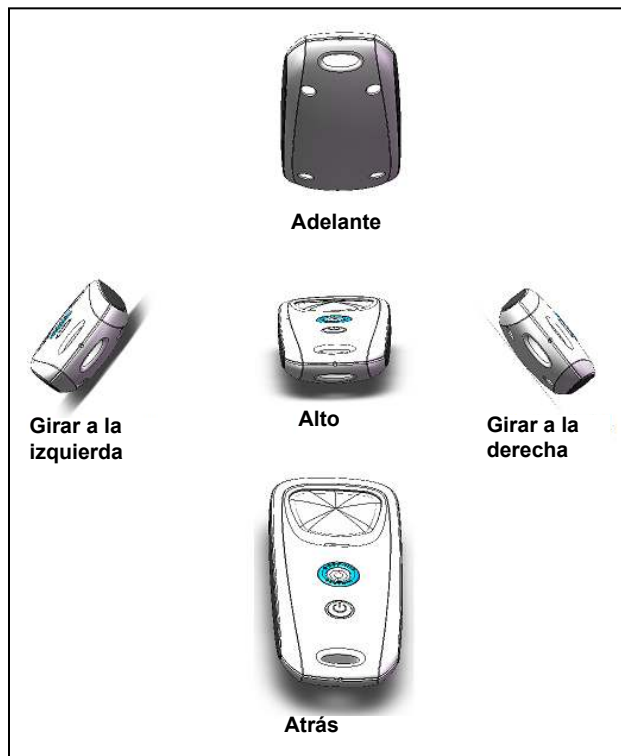 Adelante
Girar a la
izquierda
Alto
Girar a la
derecha
Atrás